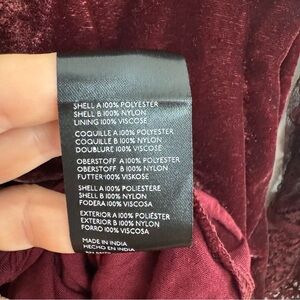 SHELL A 100% POLYESTER
SHELL B 100% NYLON
LINING 100% VISCOSE
COQUILLE A 100% POLYESTER
COQUILLE B 100% NYLON
DOUBLURE 100% VISCOSE
OBERSTOFF A 100% POLYESTER
OBERSTOFF B 100% NYLON
FUTTER 100% VISKOSE
SHELL A 100% POLIESTERE
SHELL B 100% NYLON
FODERA 100% VISCOSA
EXTERIOR A 100% POLIÉSTER
EXTERIOR B 100% NYLON
FORRO 100% VISCOSA
MADE IN INDIA
HECHO EN INDIA